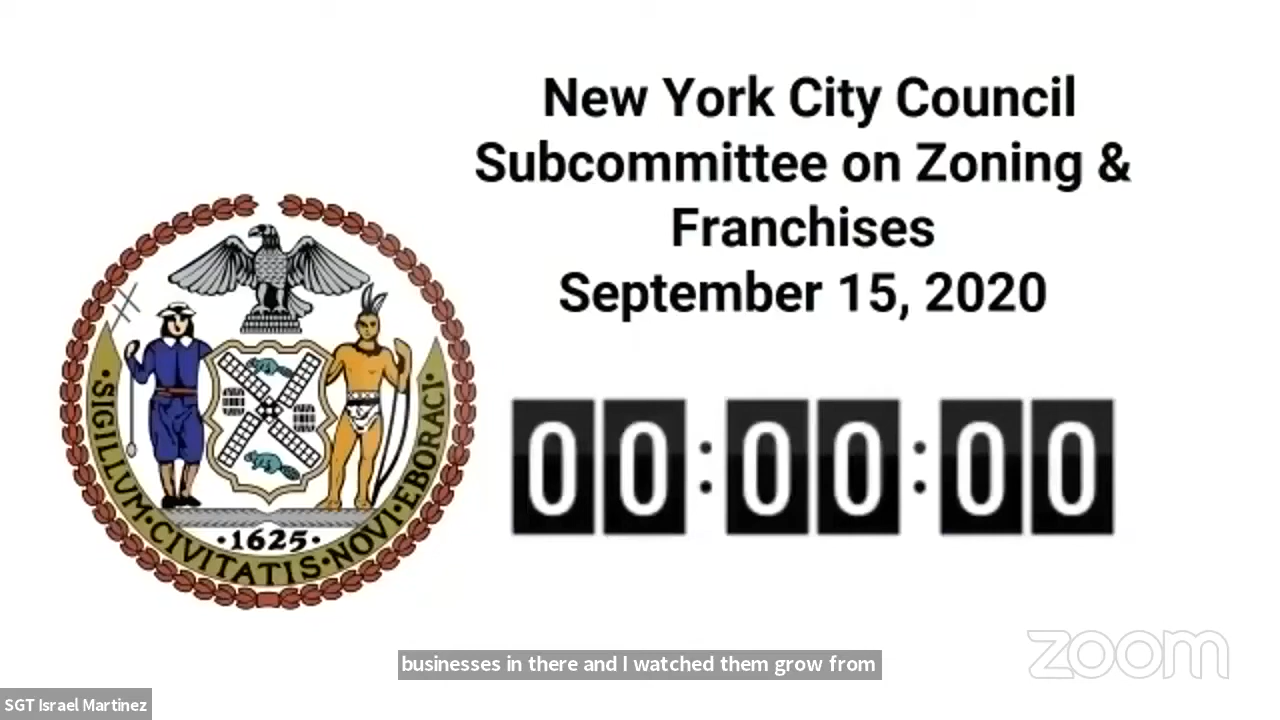 New York City Council
Subcommittee on Zoning &
Franchises
September 15, 2020
00:00:00
• SIGILLUM • CIVITATIS • NOVI • EBORACI •
• 1625 •
businesses in there and I watched them grow from
zoom
SGT Israel Martinez